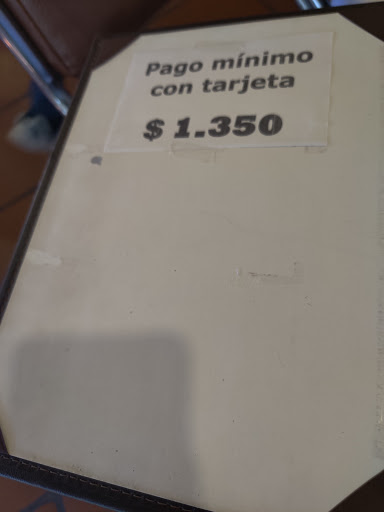 Pago mínimo
con tarjeta
$ 1.350